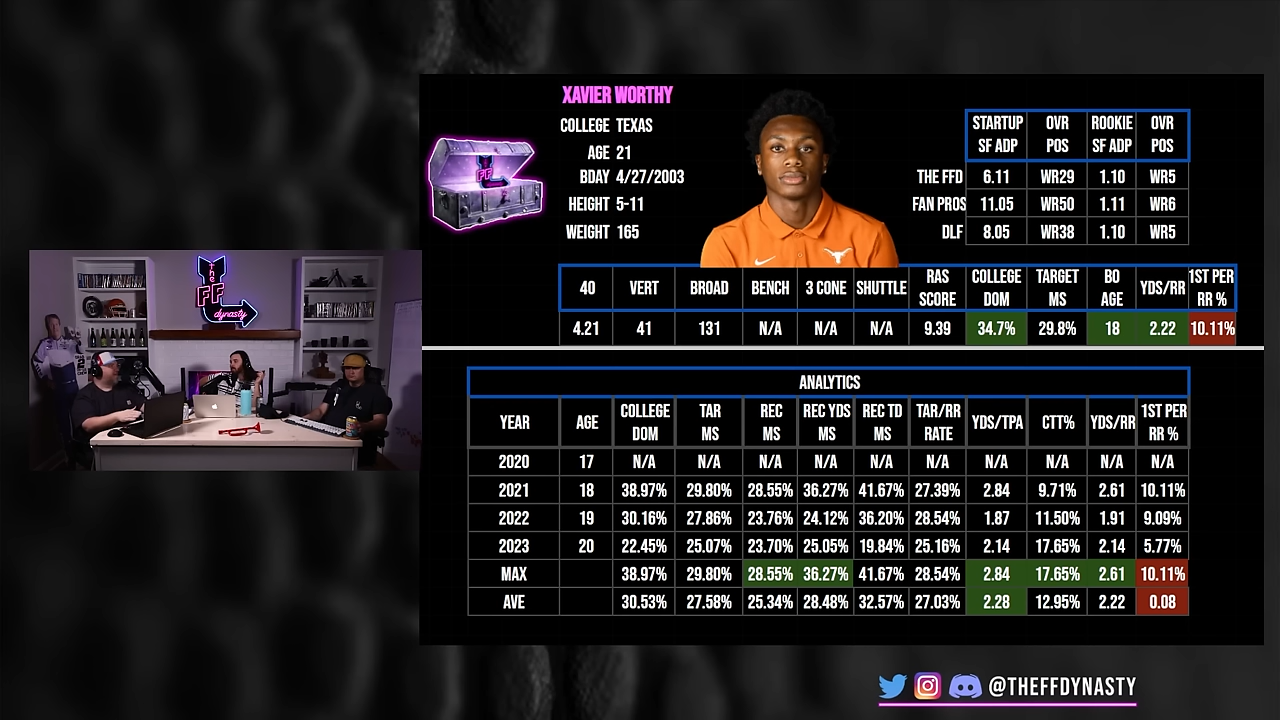 XAVIER WORTHY
COLLEGE TEXAS
AGE 21
BDAY 4/27/2003
HEIGHT 5-11
WEIGHT 165
STARTUP SF ADP OVR POS ROOKIE SF ADP OVR POS
THE FFD 6.11 WR29 1.10 WR5
FAN PROS 11.05 WR50 1.11 WR6
DLF 8.05 WR38 1.10 WR5
40 VERT BROAD BENCH 3 CONE SHUTTLE RAS SCORE COLLEGE DOM TARGET MS BO AGE YDS/RR 1ST PER RR %
4.21 41 131 N/A N/A N/A 9.39 34.7% 29.8% 18 2.22 10.11%
ANALYTICS
YEAR AGE COLLEGE DOM TAR MS REC MS REC YDS MS REC TD MS TAR/RR RATE YDS/TPA CTT% YDS/RR 1ST PER RR %
2020 17 N/A N/A N/A N/A N/A N/A N/A N/A N/A N/A
2021 18 38.97% 29.80% 28.55% 36.27% 41.67% 27.39% 2.84 9.71% 2.61 10.11%
2022 19 30.16% 27.86% 23.76% 24.12% 36.20% 28.54% 1.87 11.50% 1.91 9.09%
2023 20 22.45% 25.07% 23.70% 25.05% 19.84% 25.16% 2.14 17.65% 2.14 5.77%
MAX 38.97% 29.80% 28.55% 36.27% 41.67% 28.54% 2.84 17.65% 2.61 10.11%
AVE 30.53% 27.58% 25.34% 28.48% 32.57% 27.03% 2.28 12.95% 2.22 0.08
the
FF
dynasty
FF
@THEFFDYNASTY